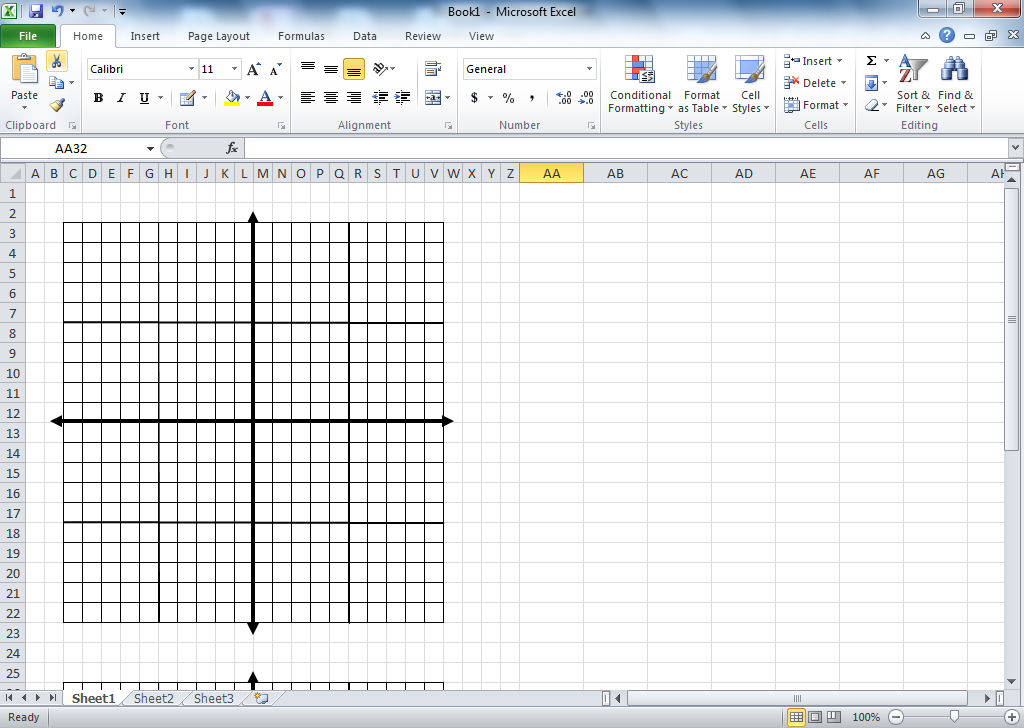 Book1 - Microsoft Excel
File Home Insert Page Layout Formulas Data Review View
Paste
Clipboard
Calibri 11
B I U A
Font
Alignment
General
$ % ,
Number
Conditional Formatting
Format as Table
Cell Styles
Styles
Insert
Delete
Format
Cells
Σ
Sort & Filter
Find & Select
Editing
AA32 fx
A B C D E F G H I J K L M N O P Q R S T U V W X Y Z AA AB AC AD AE AF AG
1
2
3
4
5
6
7
8
9
10
11
12
13
14
15
16
17
18
19
20
21
22
23
24
25
Sheet1 Sheet2 Sheet3
Ready 100%